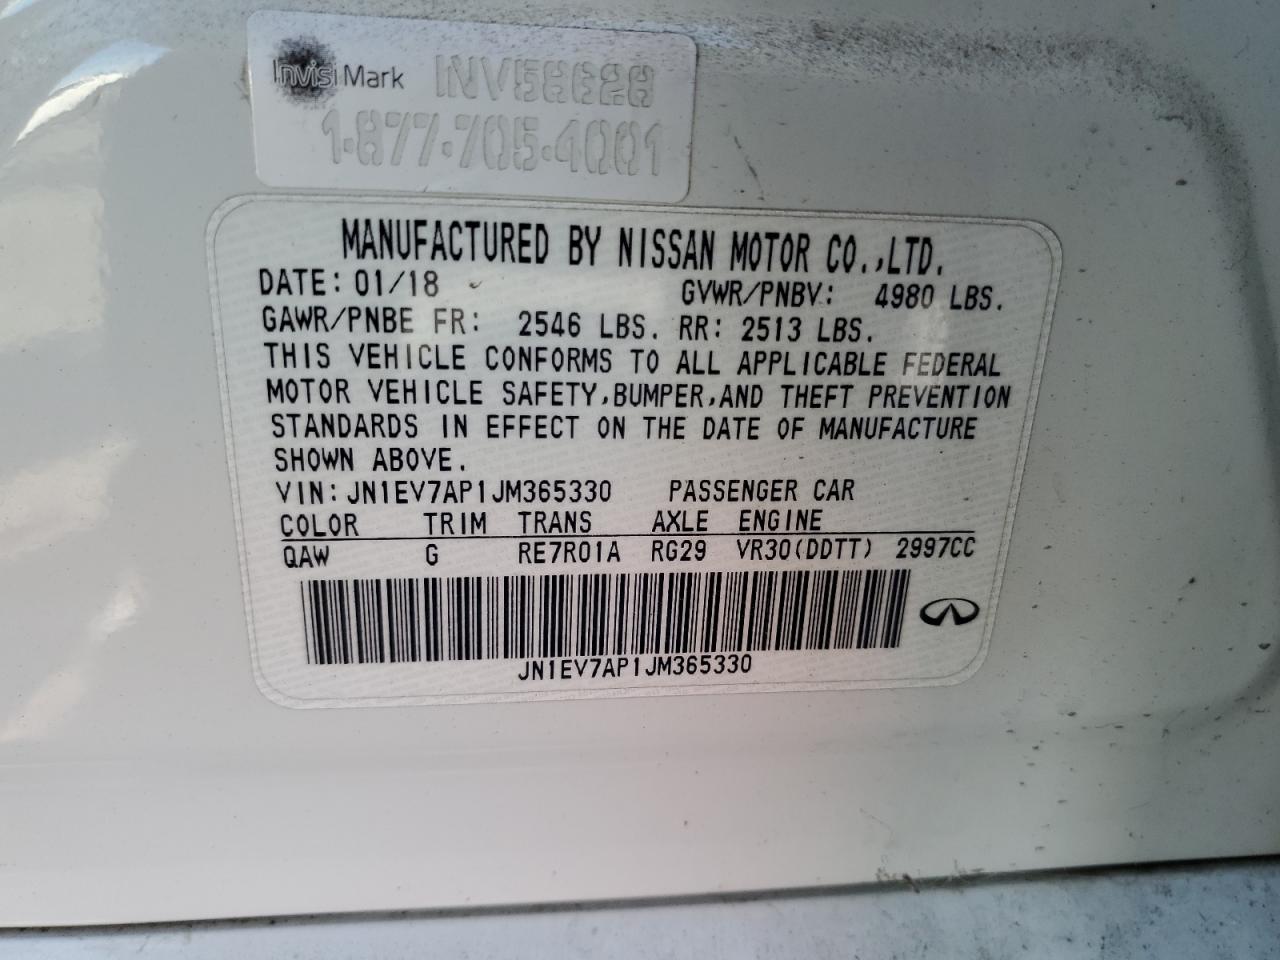 InvisiMark INV58628
1-877-705-4001
MANUFACTURED BY NISSAN MOTOR CO.,LTD.
DATE: 01/18 GVWR/PNBV: 4980 LBS.
GAWR/PNBE FR: 2546 LBS. RR: 2513 LBS.
THIS VEHICLE CONFORMS TO ALL APPLICABLE FEDERAL
MOTOR VEHICLE SAFETY,BUMPER,AND THEFT PREVENTION
STANDARDS IN EFFECT ON THE DATE OF MANUFACTURE
SHOWN ABOVE.
VIN: JN1EV7AP1JM365330 PASSENGER CAR
COLOR TRIM TRANS AXLE ENGINE
QAW G RE7R01A RG29 VR30(DDTT) 2997CC
JN1EV7AP1JM365330